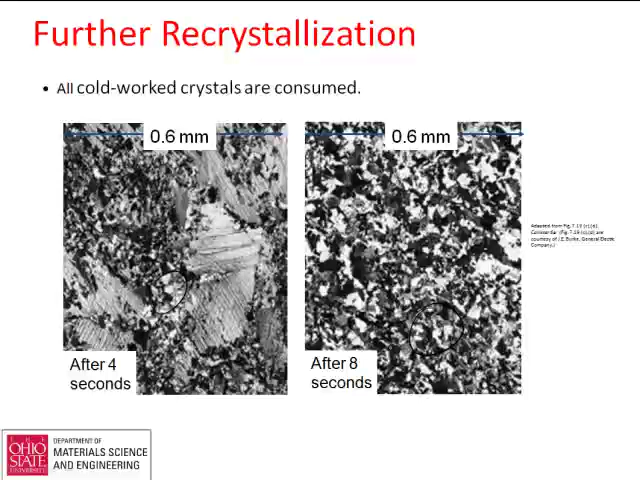 Further Recrystallization
• All cold-worked crystals are consumed.
0.6 mm
0.6 mm
Adapted from Fig. 7.19 (c),(d),
Callister 6e. (Fig. 7.19 (c),(d) are
courtesy of J.E. Burke, General Electric
Company.)
After 4
seconds
After 8
seconds
THE
OHIO
STATE
UNIVERSITY
DEPARTMENT OF
MATERIALS SCIENCE
AND ENGINEERING